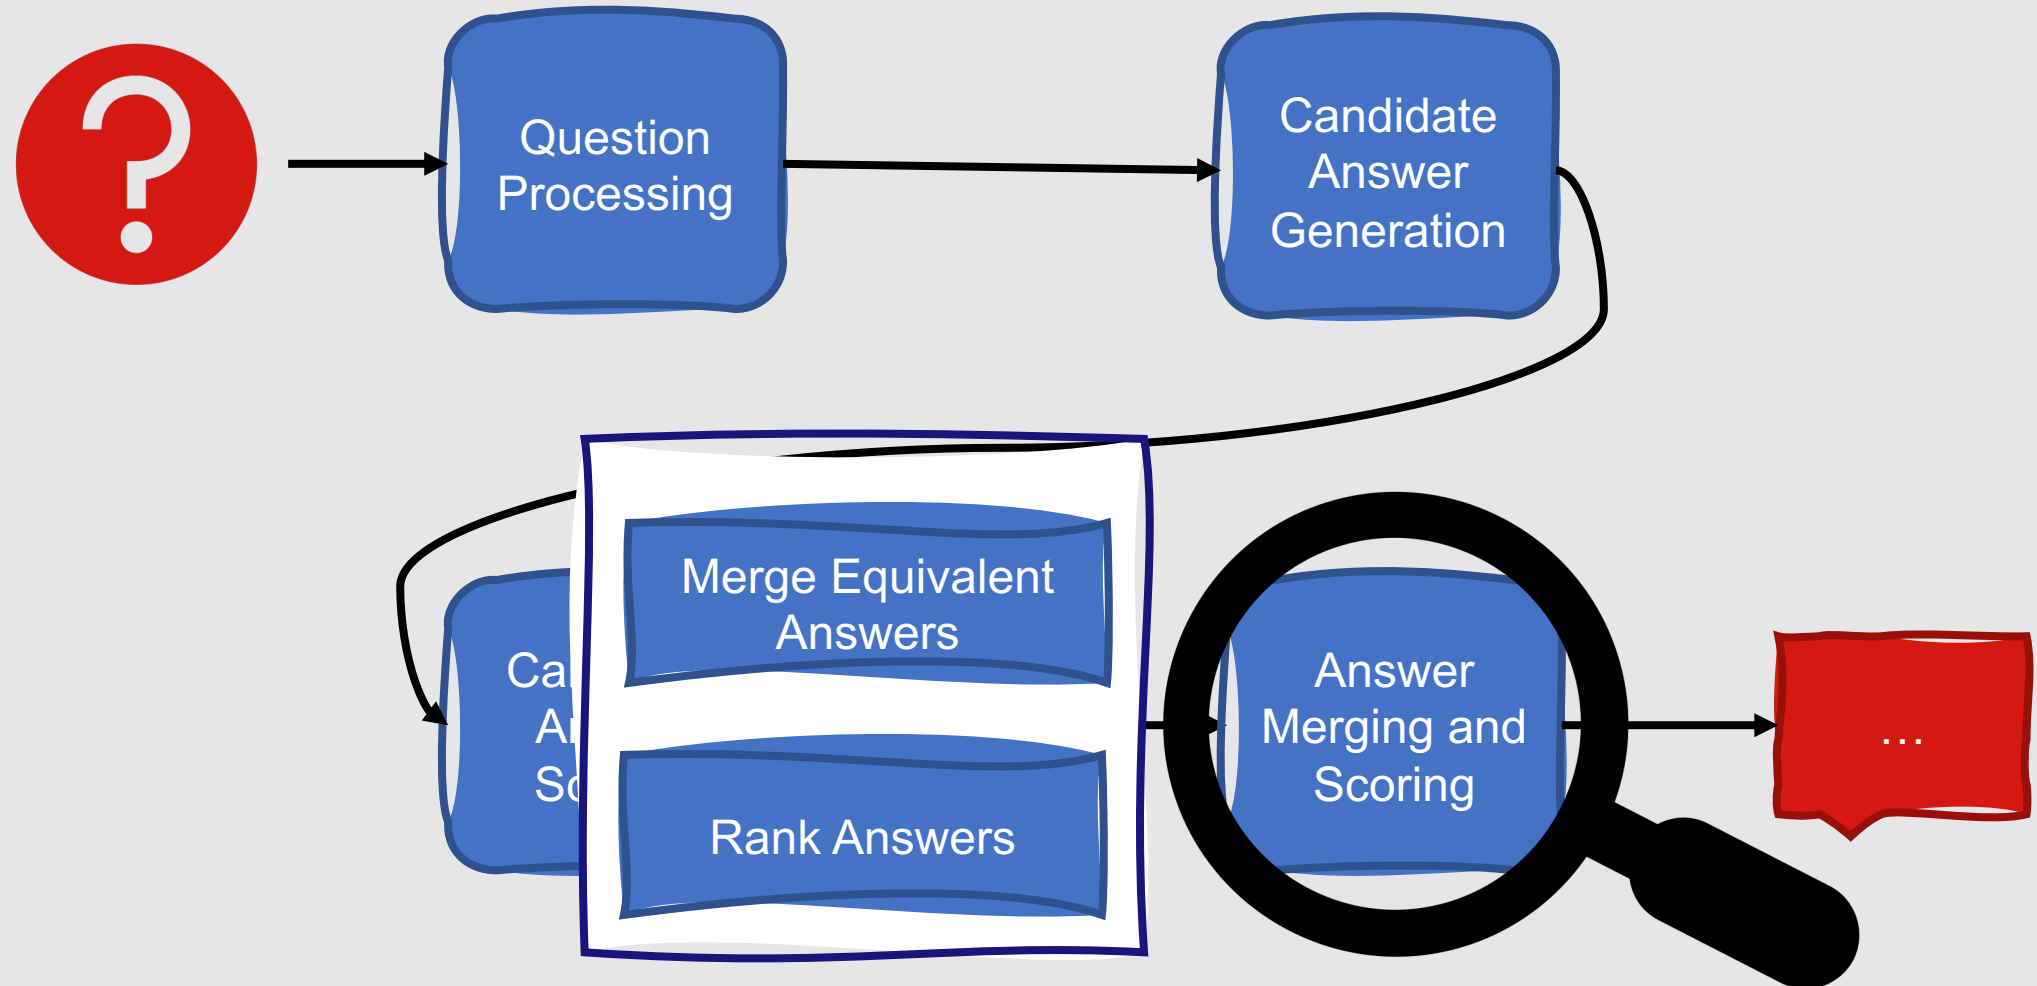 ?
Question
Processing
Candidate
Answer
Generation
Merge Equivalent
Answers
Rank Answers
Answer
Merging and
Scoring
...